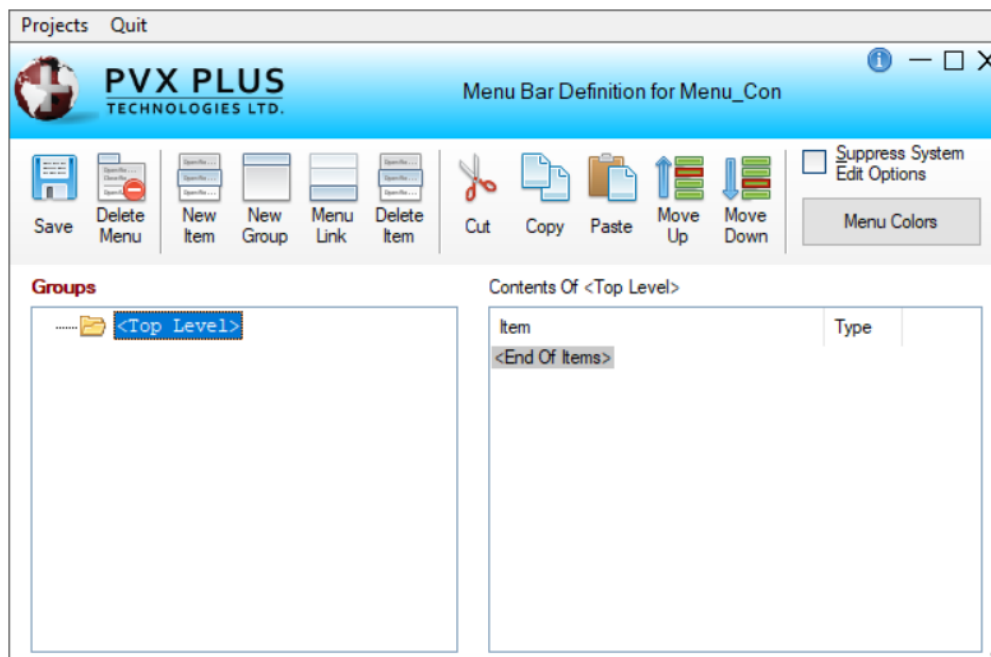 Projects Quit
PVX PLUS
TECHNOLOGIES LTD.
Menu Bar Definition for Menu_Con
Save
Delete
Menu
New
Item
New
Group
Menu
Link
Delete
Item
Cut
Copy
Paste
Move
Up
Move
Down
Suppress System
Edit Options
Menu Colors
Groups
<Top Level>
Contents Of <Top Level>
Item Type
<End Of Items>